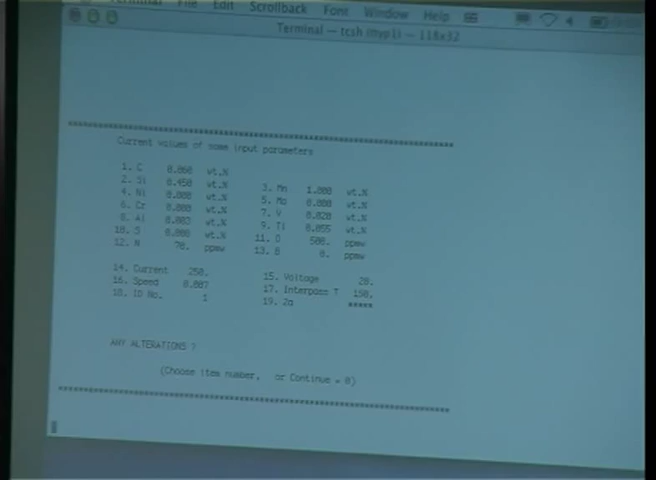 Terminal File Edit Scrollback Font Window Help
Terminal — tcsh (ttyp1) — 118x32
Current values of some input parameters
1. C 0.060 wt.%
2. Si 0.450 wt.% 3. Mn 1.000 wt.%
4. Ni 0.000 wt.% 5. Mo 0.000 wt.%
6. Cr 0.000 wt.% 7. V 0.020 wt.%
8. Al 0.003 wt.% 9. Ti 0.055 wt.%
10. S wt.% 11. O 500. ppmw
12. N 70. ppmw 13. B 0. ppmw
14. Current 250. 15. Voltage 20.
16. Speed 0.007 17. Interpass T 150.
18. ID No. 1 19. 2a *****
ANY ALTERATIONS ?
(Choose item number, or Continue = 0)